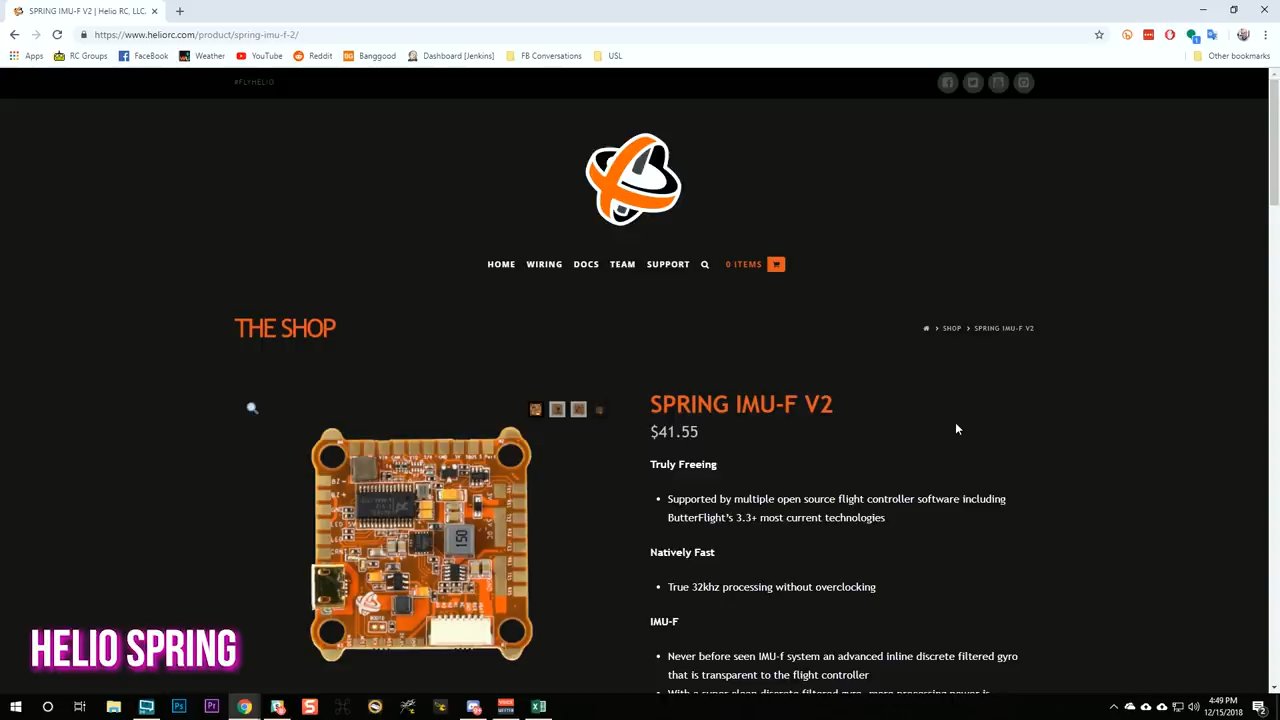 SPRING IMU-F V2 | Helio RC, LLC.
https://www.heliorc.com/product/spring-imu-f-2/
Apps RC Groups FaceBook Weather YouTube Reddit Banggood Dashboard [Jenkins] FB Conversations USL Other bookmarks
#FLYHELIO
HOME WIRING DOCS TEAM SUPPORT 0 ITEMS
THE SHOP
SHOP SPRING IMU-F V2
SPRING IMU-F V2
$41.55
Truly Freeing
Supported by multiple open source flight controller software including
ButterFlight's 3.3+ most current technologies
Natively Fast
True 32khz processing without overclocking
IMU-F
Never before seen IMU-f system an advanced inline discrete filtered gyro
that is transparent to the flight controller
BZ-
BZ+
LED 5V
150
HELIO SPRING
4:49 PM
12/15/2018